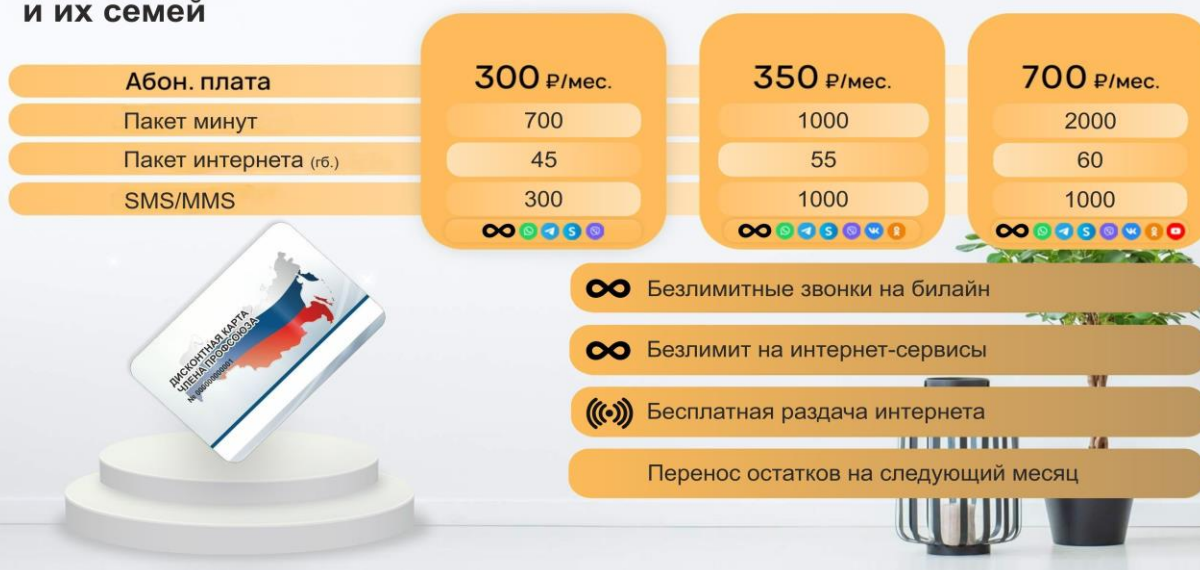 и их семей
Абон. плата 300 ₽/мес. 350 ₽/мес. 700 ₽/мес.
Пакет минут 700 1000 2000
Пакет интернета (гб.) 45 55 60
SMS/MMS 300 1000 1000
ДИСКОНТНАЯ КАРТА
ЧЛЕНА ПРОФСОЮЗА
№ 000000000001
Безлимитные звонки на билайн
Безлимит на интернет-сервисы
Бесплатная раздача интернета
Перенос остатков на следующий месяц